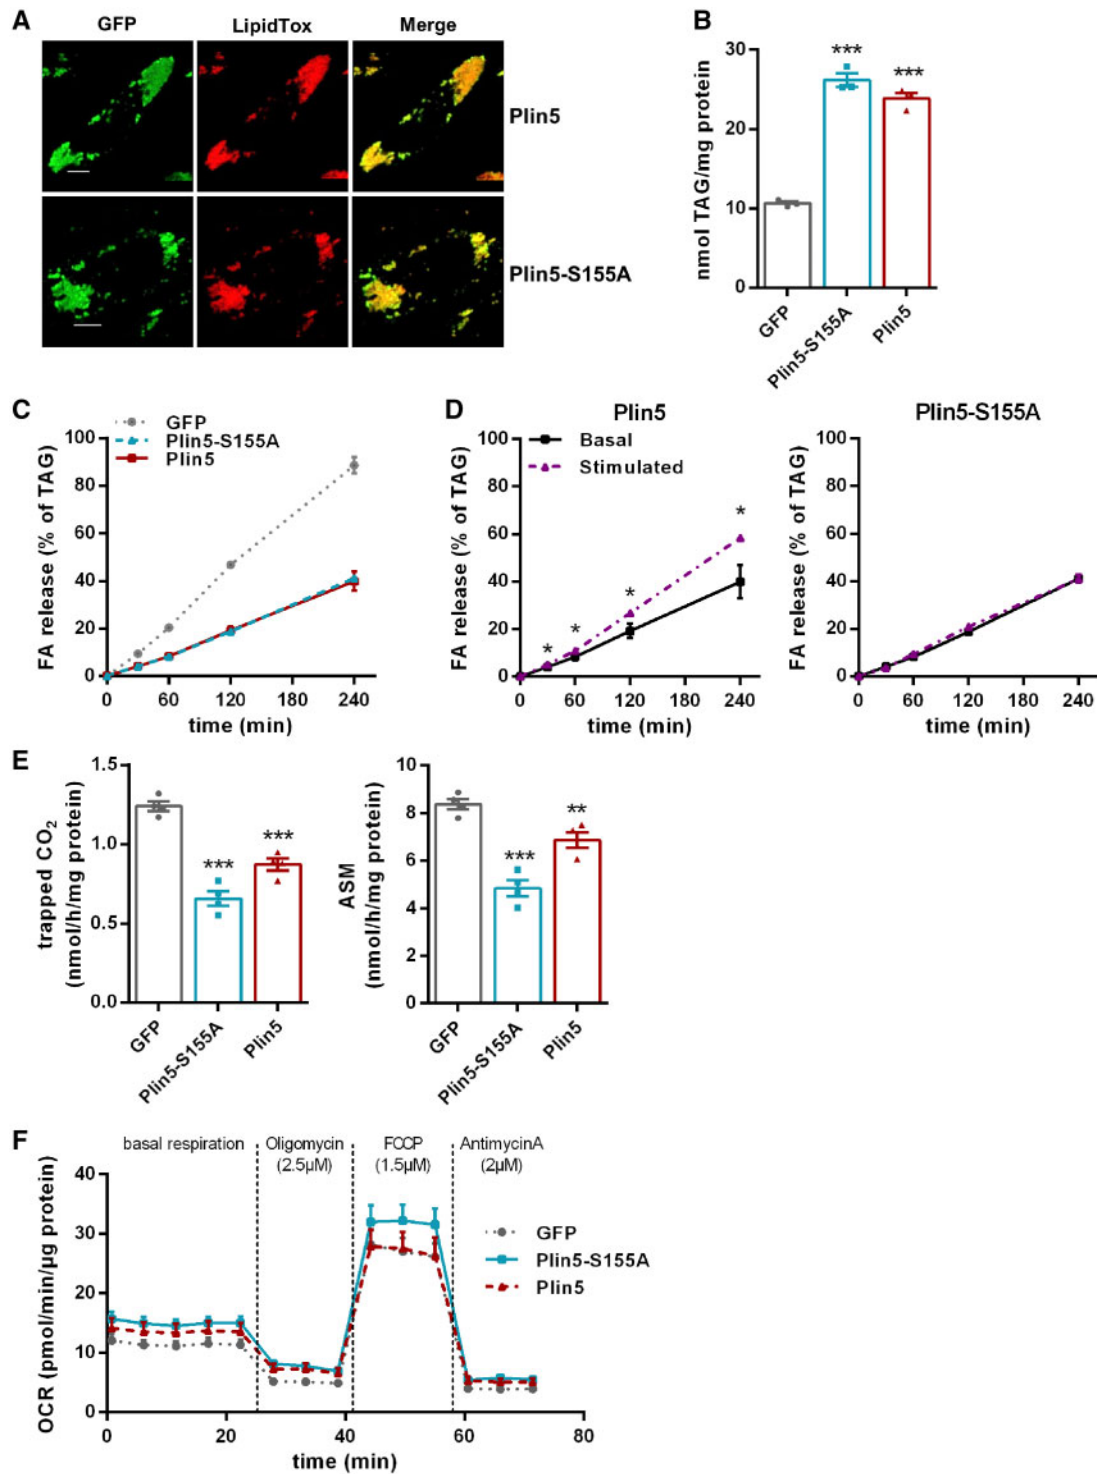 A
GFP
LipidTox
Merge
Plin5
Plin5-S155A
B
nmol TAG/mg protein
30
20
10
0
***
***
GFP
Plin5-S155A
Plin5
C
GFP
Plin5-S155A
Plin5
FA release (% of TAG)
100
80
60
40
20
0
0 60 120 180 240
time (min)
D
Plin5
Basal
Stimulated
FA release (% of TAG)
100
80
60
40
20
0
* * * *
0 60 120 180 240
time (min)
Plin5-S155A
FA release (% of TAG)
100
80
60
40
20
0
0 60 120 180 240
time (min)
E
trapped CO2
(nmol/h/mg protein)
1.5
1.0
0.5
0.0
***
***
GFP
Plin5-S155A
Plin5
ASM
(nmol/h/mg protein)
10
8
6
4
2
0
***
**
GFP
Plin5-S155A
Plin5
F
basal respiration
Oligomycin
(2.5µM)
FCCP
(1.5µM)
AntimycinA
(2µM)
OCR (pmol/min/µg protein)
40
30
20
10
0
GFP
Plin5-S155A
Plin5
0 20 40 60 80
time (min)